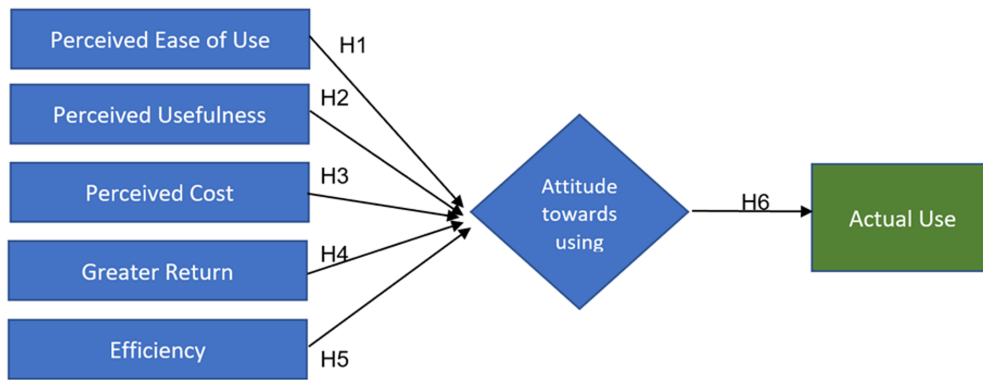 Perceived Ease of Use
H1
Perceived Usefulness
H2
Perceived Cost
H3
Greater Return
H4
Efficiency
H5
Attitude
towards
using
H6
Actual Use